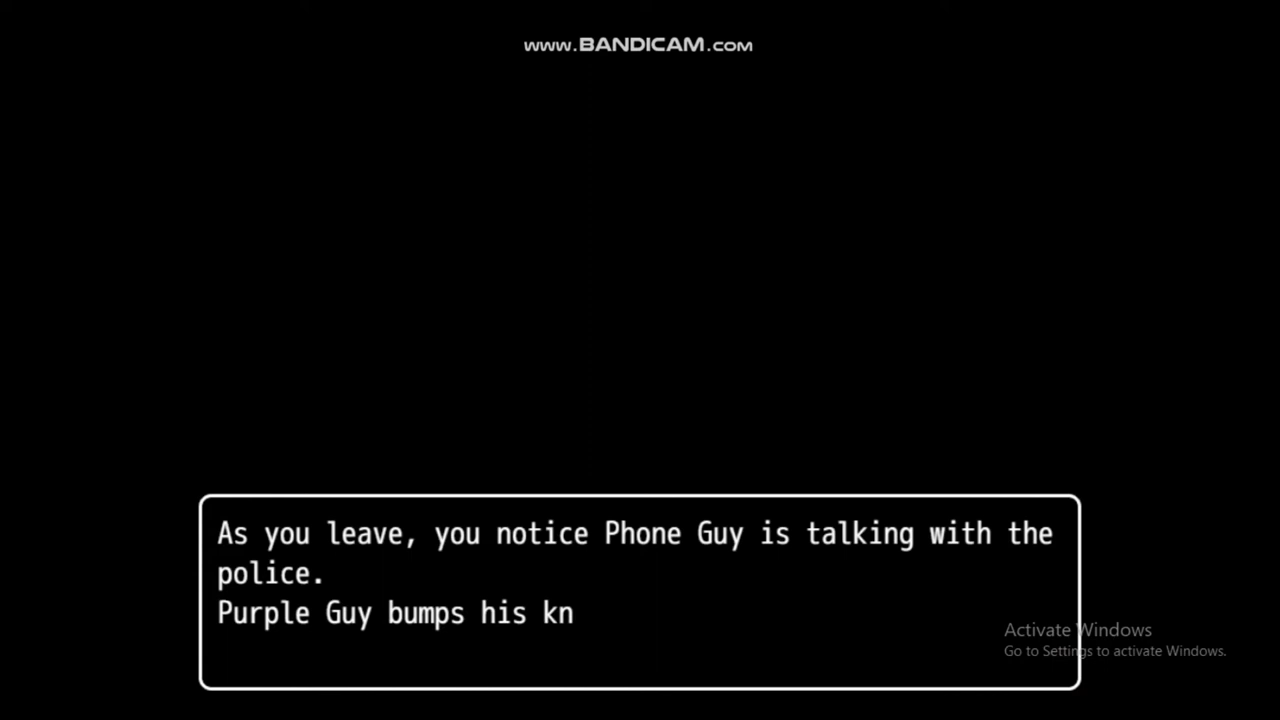 www.BANDICAM.com
As you leave, you notice Phone Guy is talking with the
police.
Purple Guy bumps his kn
Activate Windows
Go to Settings to activate Windows.